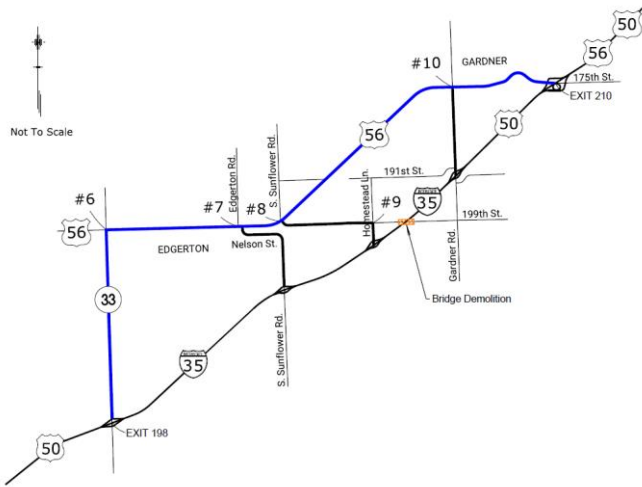 50
56
#10
GARDNER
175th St.
EXIT 210
50
Not To Scale
56
S. Sunflower Rd.
Edgerton Rd.
191st St.
Homestead Ln.
35
#6
#7
#8
#9
199th St.
56
EDGERTON
Nelson St.
Gardner Rd.
Bridge Demolition
33
S. Sunflower Rd.
35
EXIT 198
50